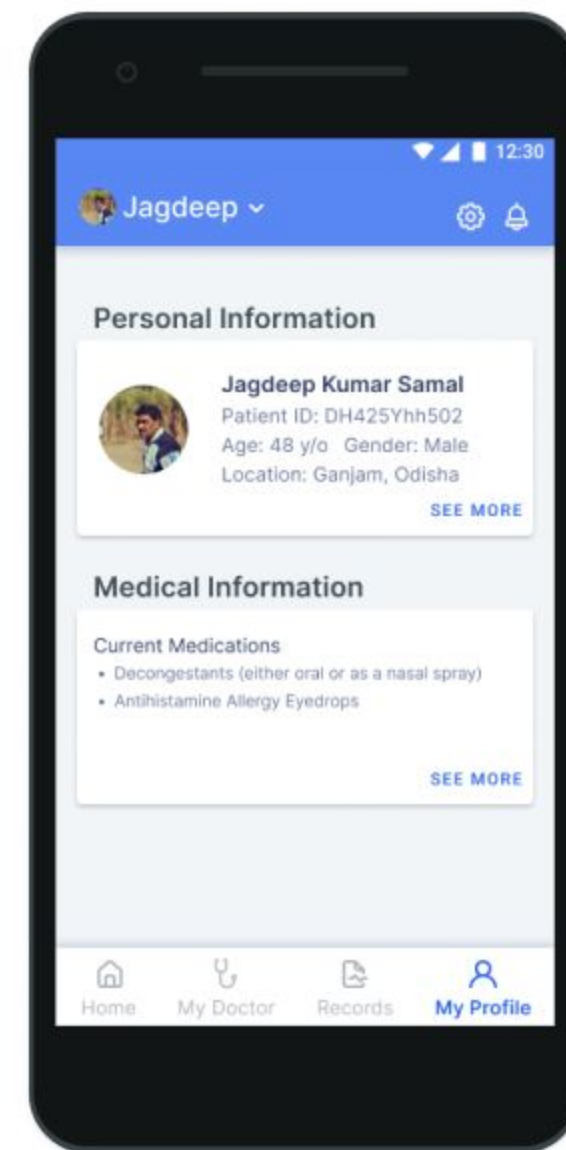 12:30
Jagdeep
Personal Information
Jagdeep Kumar Samal
Patient ID: DH425Yhh502
Age: 48 y/o Gender: Male
Location: Ganjam, Odisha
SEE MORE
Medical Information
Current Medications
• Decongestants (either oral or as a nasal spray)
• Antihistamine Allergy Eyedrops
SEE MORE
Home My Doctor Records My Profile